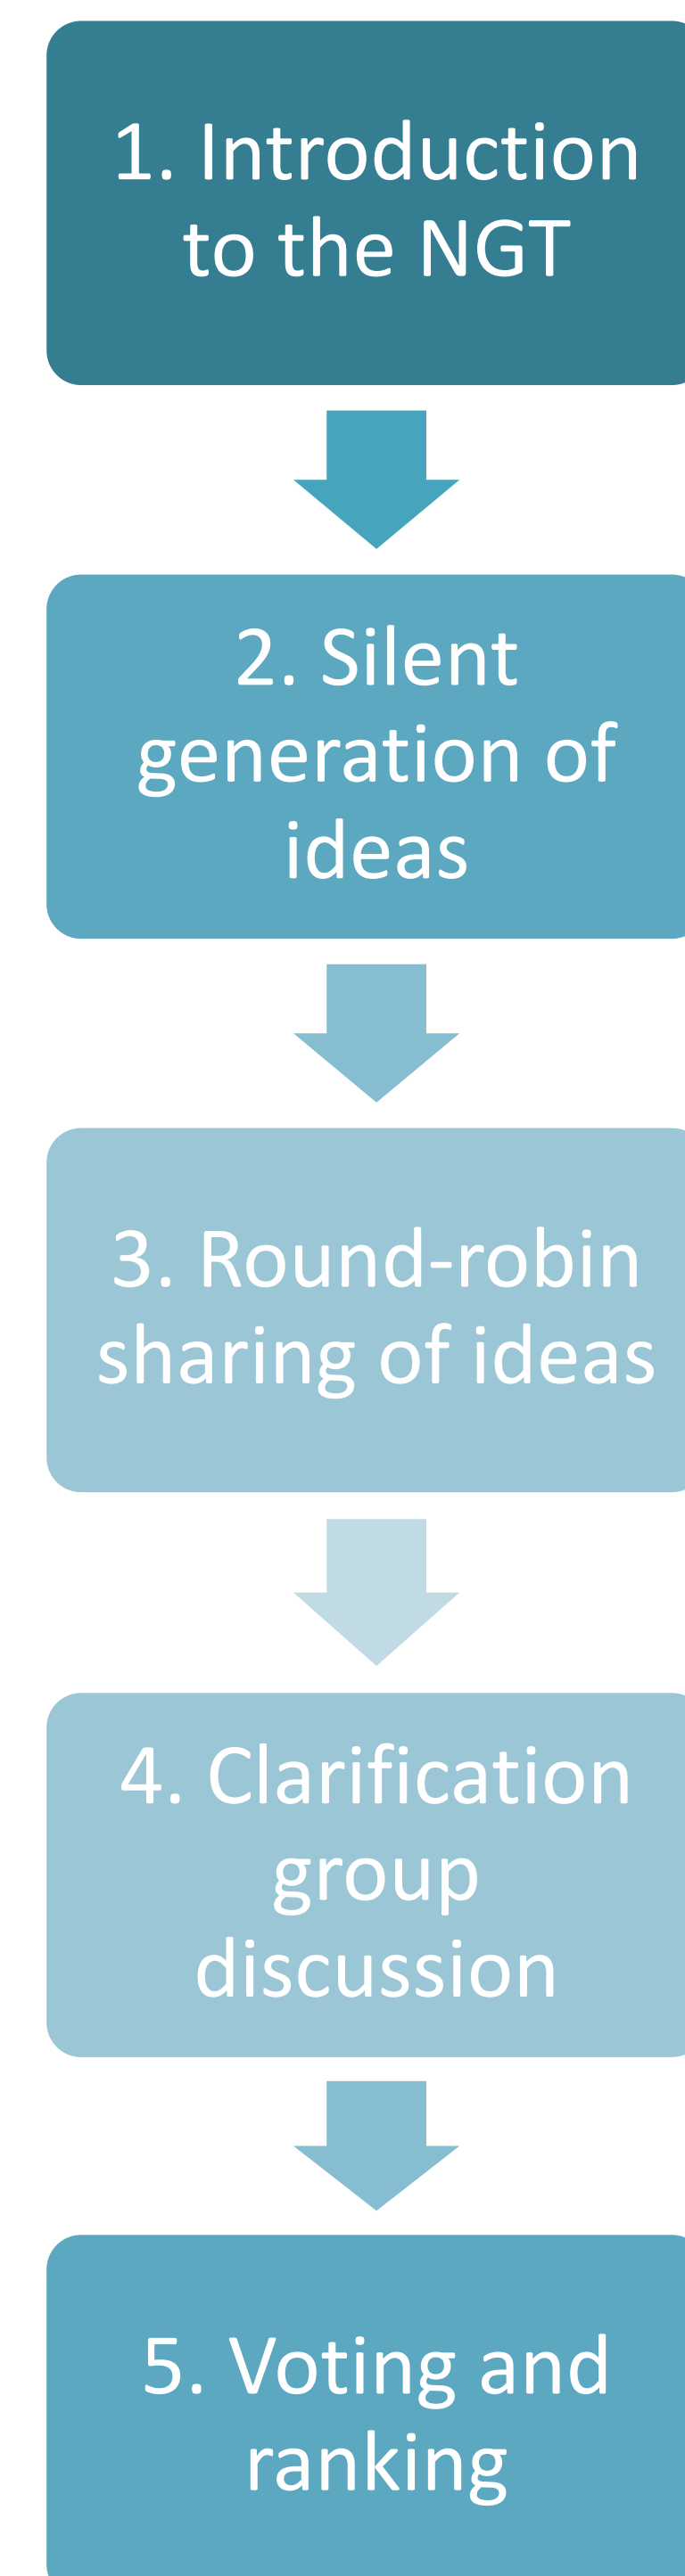 1. Introduction
to the NGT
2. Silent
generation of
ideas
3. Round-robin
sharing of ideas
4. Clarification
group
discussion
5. Voting and
ranking